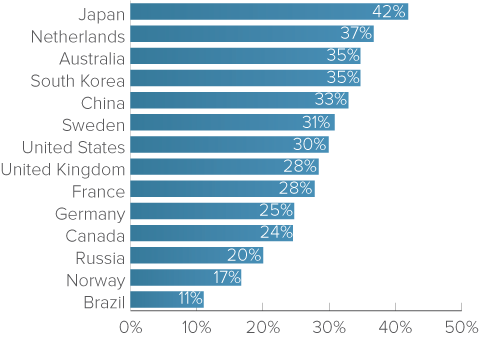 Japan 42%
Netherlands 37%
Australia 35%
South Korea 35%
China 33%
Sweden 31%
United States 30%
United Kingdom 28%
France 28%
Germany 25%
Canada 24%
Russia 20%
Norway 17%
Brazil 11%
0% 10% 20% 30% 40% 50%